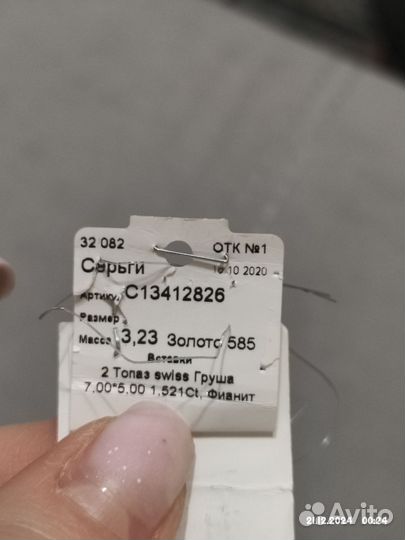 32 082 ОТК №1
Серьги 16.10 2020
Артику. С13412826
Размер
Масса 3,23 Золото 585
Вставки
2 Топаз swiss Груша
7.00*5.00 1,521Ct, Фианит
Avito
21.12.2024 00:24